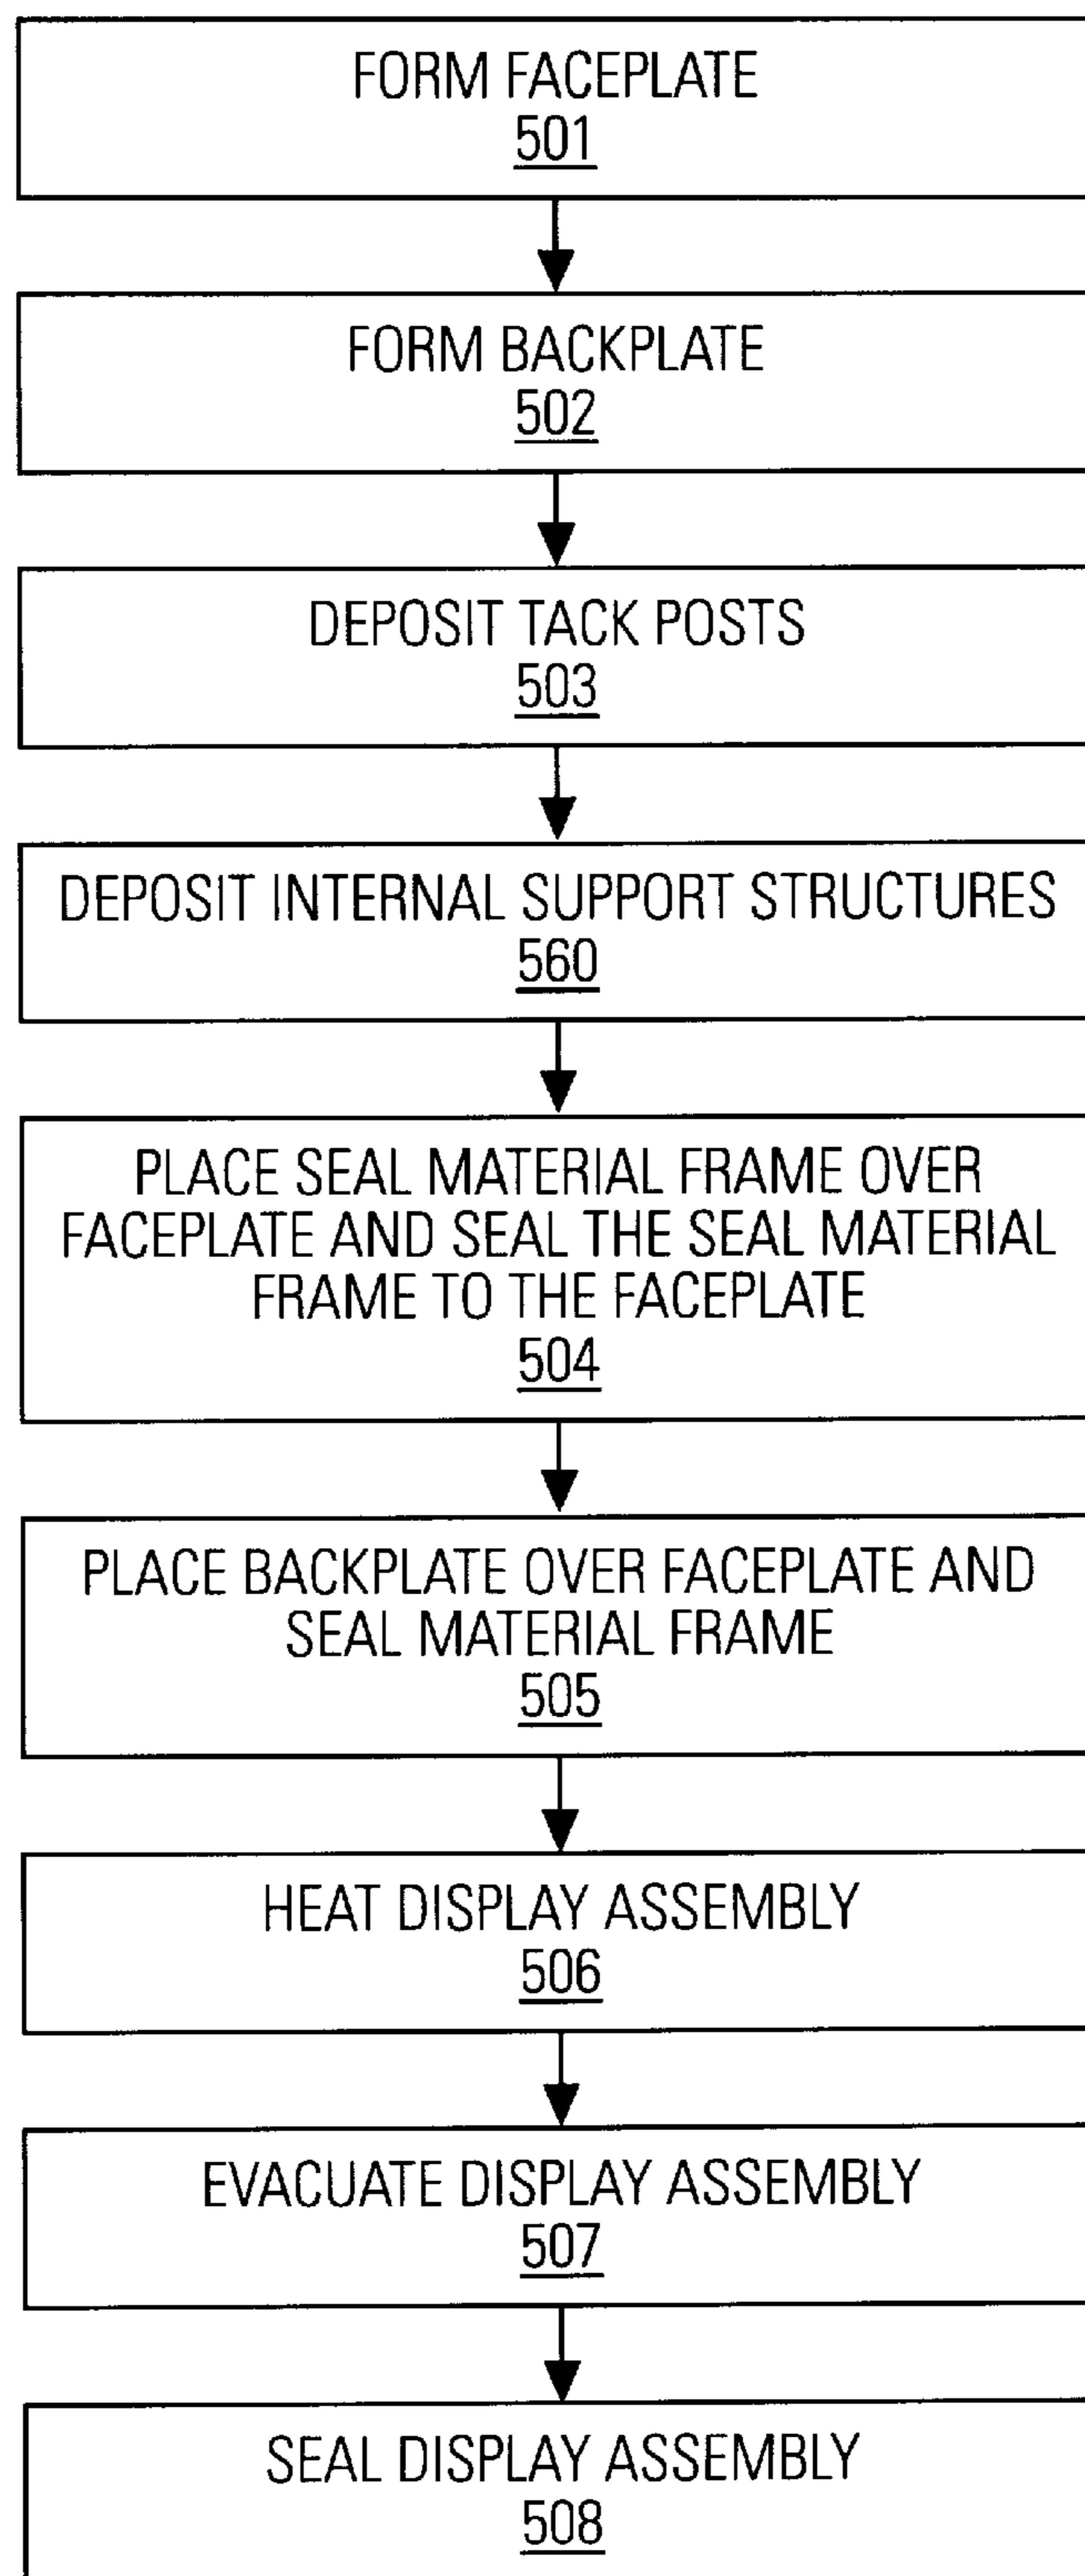 FORM FACEPLATE
501
FORM BACKPLATE
502
DEPOSIT TACK POSTS
503
DEPOSIT INTERNAL SUPPORT STRUCTURES
560
PLACE SEAL MATERIAL FRAME OVER
FACEPLATE AND SEAL THE SEAL MATERIAL
FRAME TO THE FACEPLATE
504
PLACE BACKPLATE OVER FACEPLATE AND
SEAL MATERIAL FRAME
505
HEAT DISPLAY ASSEMBLY
506
EVACUATE DISPLAY ASSEMBLY
507
SEAL DISPLAY ASSEMBLY
508